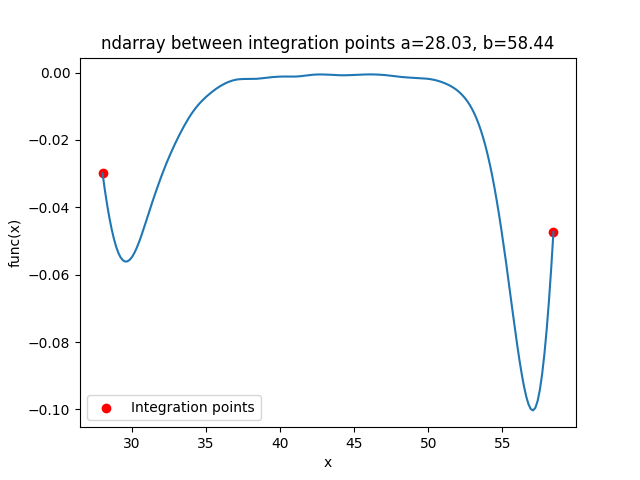 ndarray between integration points a=28.03, b=58.44
0.00
−0.02
−0.04
−0.06
−0.08
−0.10
func(x)
Integration points
30 35 40 45 50 55
x